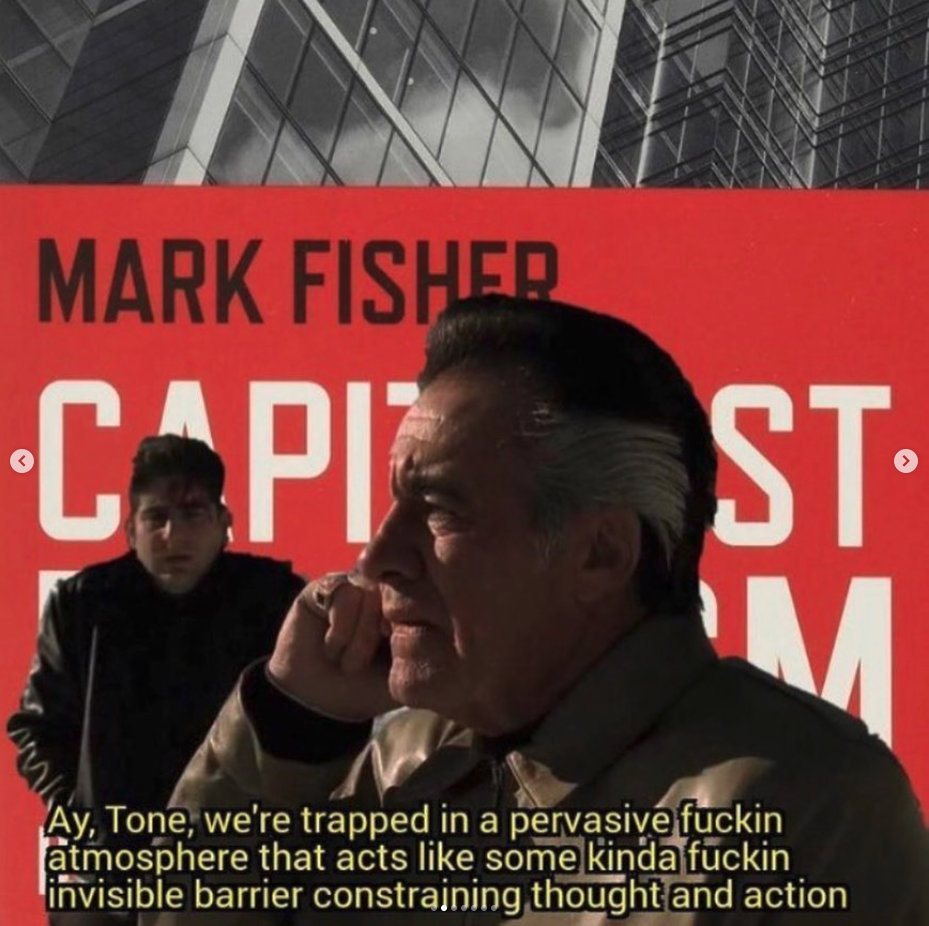 MARK FISHER
Ay, Tone, we're trapped in a pervasive fuckin
atmosphere that acts like some kinda fuckin
invisible barrier constraining thought and action